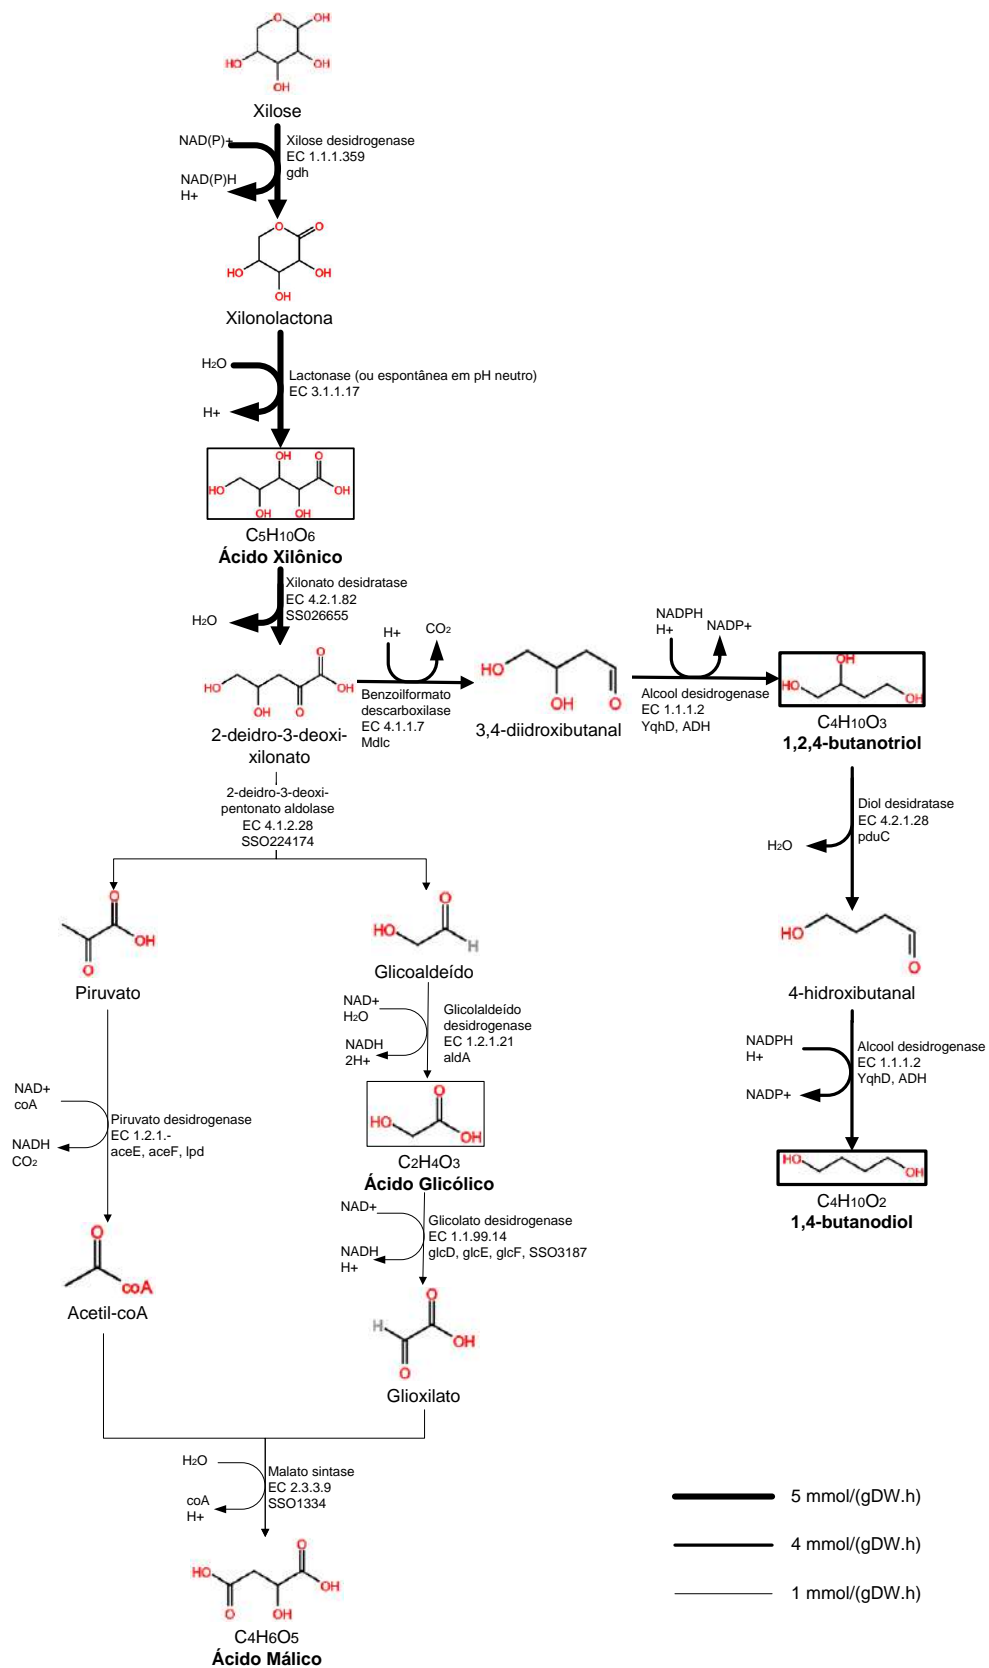 O OH
HO OH
OH
Xilose
NAD(P)+
Xilose desidrogenase
EC 1.1.1.359
gdh
NAD(P)H
H+
O O
HO OH
OH
Xilonolactona
H2O
Lactonase (ou espontânea em pH neutro)
EC 3.1.1.17
H+
OH O
HO OH
OH OH
C5H10O6
Ácido Xilônico
Xilonato desidratase
EC 4.2.1.82
SS026655
H2O
O
HO OH
OH O
2-deidro-3-deoxi-
xilonato
H+
CO2
Benzoilformato
descarboxilase
EC 4.1.1.7
Mdlc
HO
OH O
3,4-diidroxibutanal
NADPH
H+
NADP+
Alcool desidrogenase
EC 1.1.1.2
YqhD, ADH
OH
HO OH
C4H10O3
1,2,4-butanotriol
2-deidro-3-deoxi-
pentonato aldolase
EC 4.1.2.28
SSO224174
Diol desidratase
EC 4.2.1.28
pduC
H2O
O
OH
O
Piruvato
O
HO
H
Glicoaldeído
HO
O
4-hidroxibutanal
NAD+
H2O
Glicolaldeído
desidrogenase
EC 1.2.1.21
aldA
NADH
2H+
NADPH
H+
Alcool desidrogenase
EC 1.1.1.2
YqhD, ADH
NADP+
NAD+
coA
Piruvato desidrogenase
EC 1.2.1.-
aceE, aceF, lpd
NADH
CO2
O
HO
OH
C2H4O3
Ácido Glicólico
HO OH
C4H10O2
1,4-butanodiol
NAD+
Glicolato desidrogenase
EC 1.1.99.14
glcD, glcE, glcF, SSO3187
NADH
H+
O
coA
Acetil-coA
O
H
OH
O
Glioxilato
H2O
Malato sintase
EC 2.3.3.9
SSO1334
coA
H+
5 mmol/(gDW.h)
4 mmol/(gDW.h)
1 mmol/(gDW.h)
O
HO OH
O OH
C4H6O5
Ácido Málico